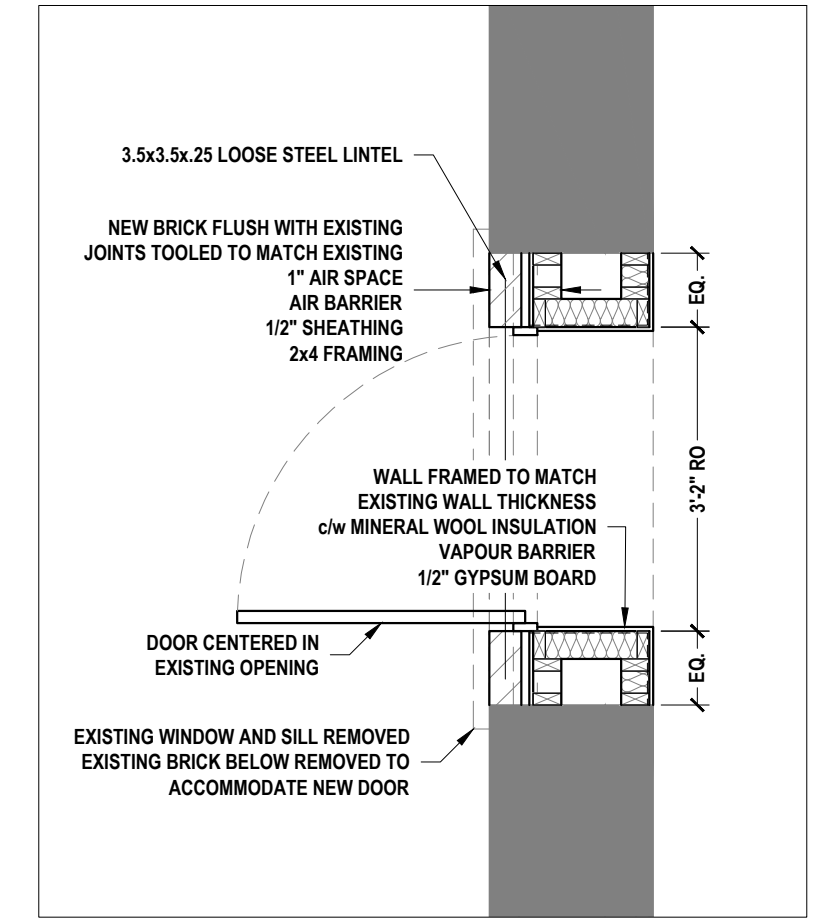 3.5x3.5x.25 LOOSE STEEL LINTEL
NEW BRICK FLUSH WITH EXISTING
JOINTS TOOLED TO MATCH EXISTING
1" AIR SPACE
AIR BARRIER
1/2" SHEATHING
2x4 FRAMING
EQ.
3'-2" RO
WALL FRAMED TO MATCH
EXISTING WALL THICKNESS
c/w MINERAL WOOL INSULATION
VAPOUR BARRIER
1/2" GYPSUM BOARD
DOOR CENTERED IN
EXISTING OPENING
EQ.
EXISTING WINDOW AND SILL REMOVED
EXISTING BRICK BELOW REMOVED TO
ACCOMMODATE NEW DOOR